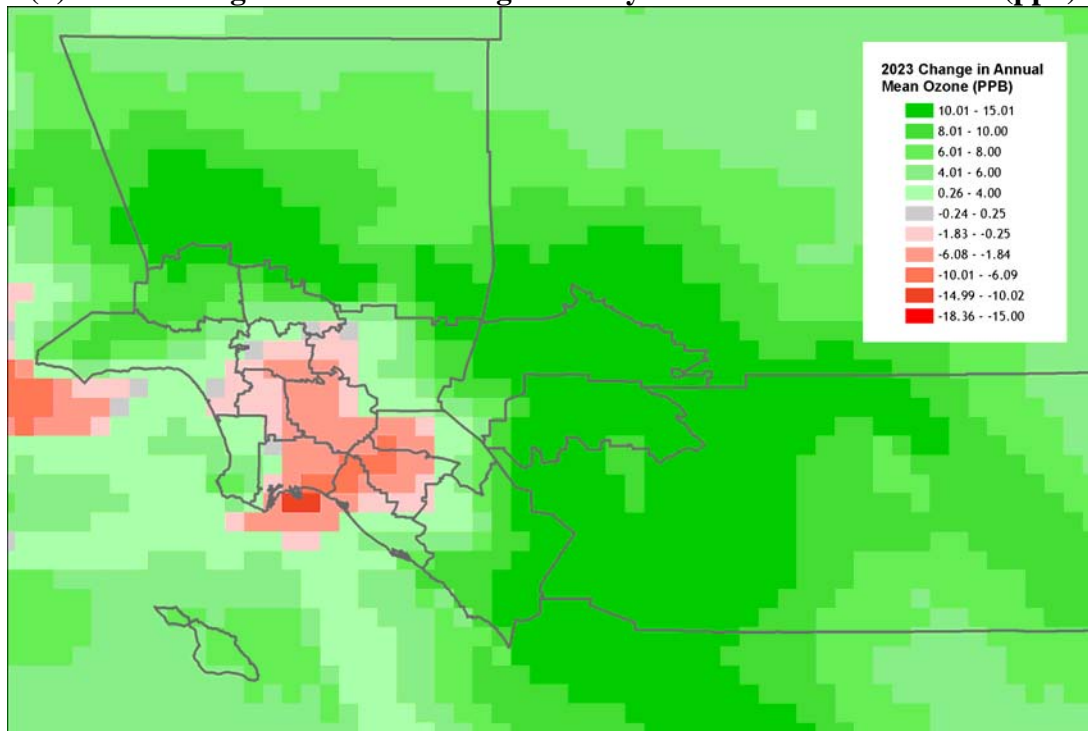 2023 Change in Annual
Mean Ozone (PPB)
10.01 - 15.01
8.01 - 10.00
6.01 - 8.00
4.01 - 6.00
0.26 - 4.00
-0.24 - 0.25
-1.83 - -0.25
-6.08 - -1.84
-10.01 - -6.09
-14.99 - -10.02
-18.36 - -15.00